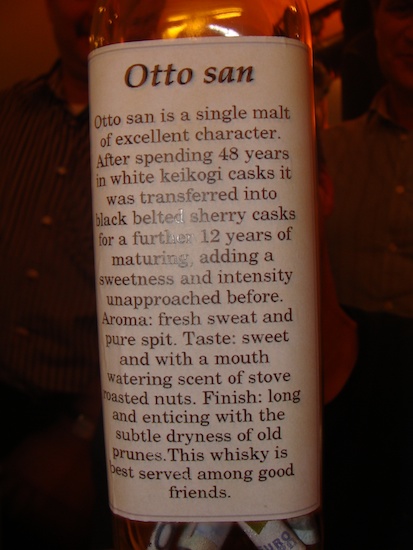 Otto san
Otto san is a single malt
of excellent character.
After spending 48 years
in white keikogi casks it
was transferred into
black belted sherry casks
for a further 12 years of
maturing, adding a
sweetness and intensity
unapproached before.
Aroma: fresh sweat and
pure spit. Taste: sweet
and with a mouth
watering scent of stove
roasted nuts. Finish: long
and enticing with the
subtle dryness of old
prunes.This whisky is
best served among good
friends.